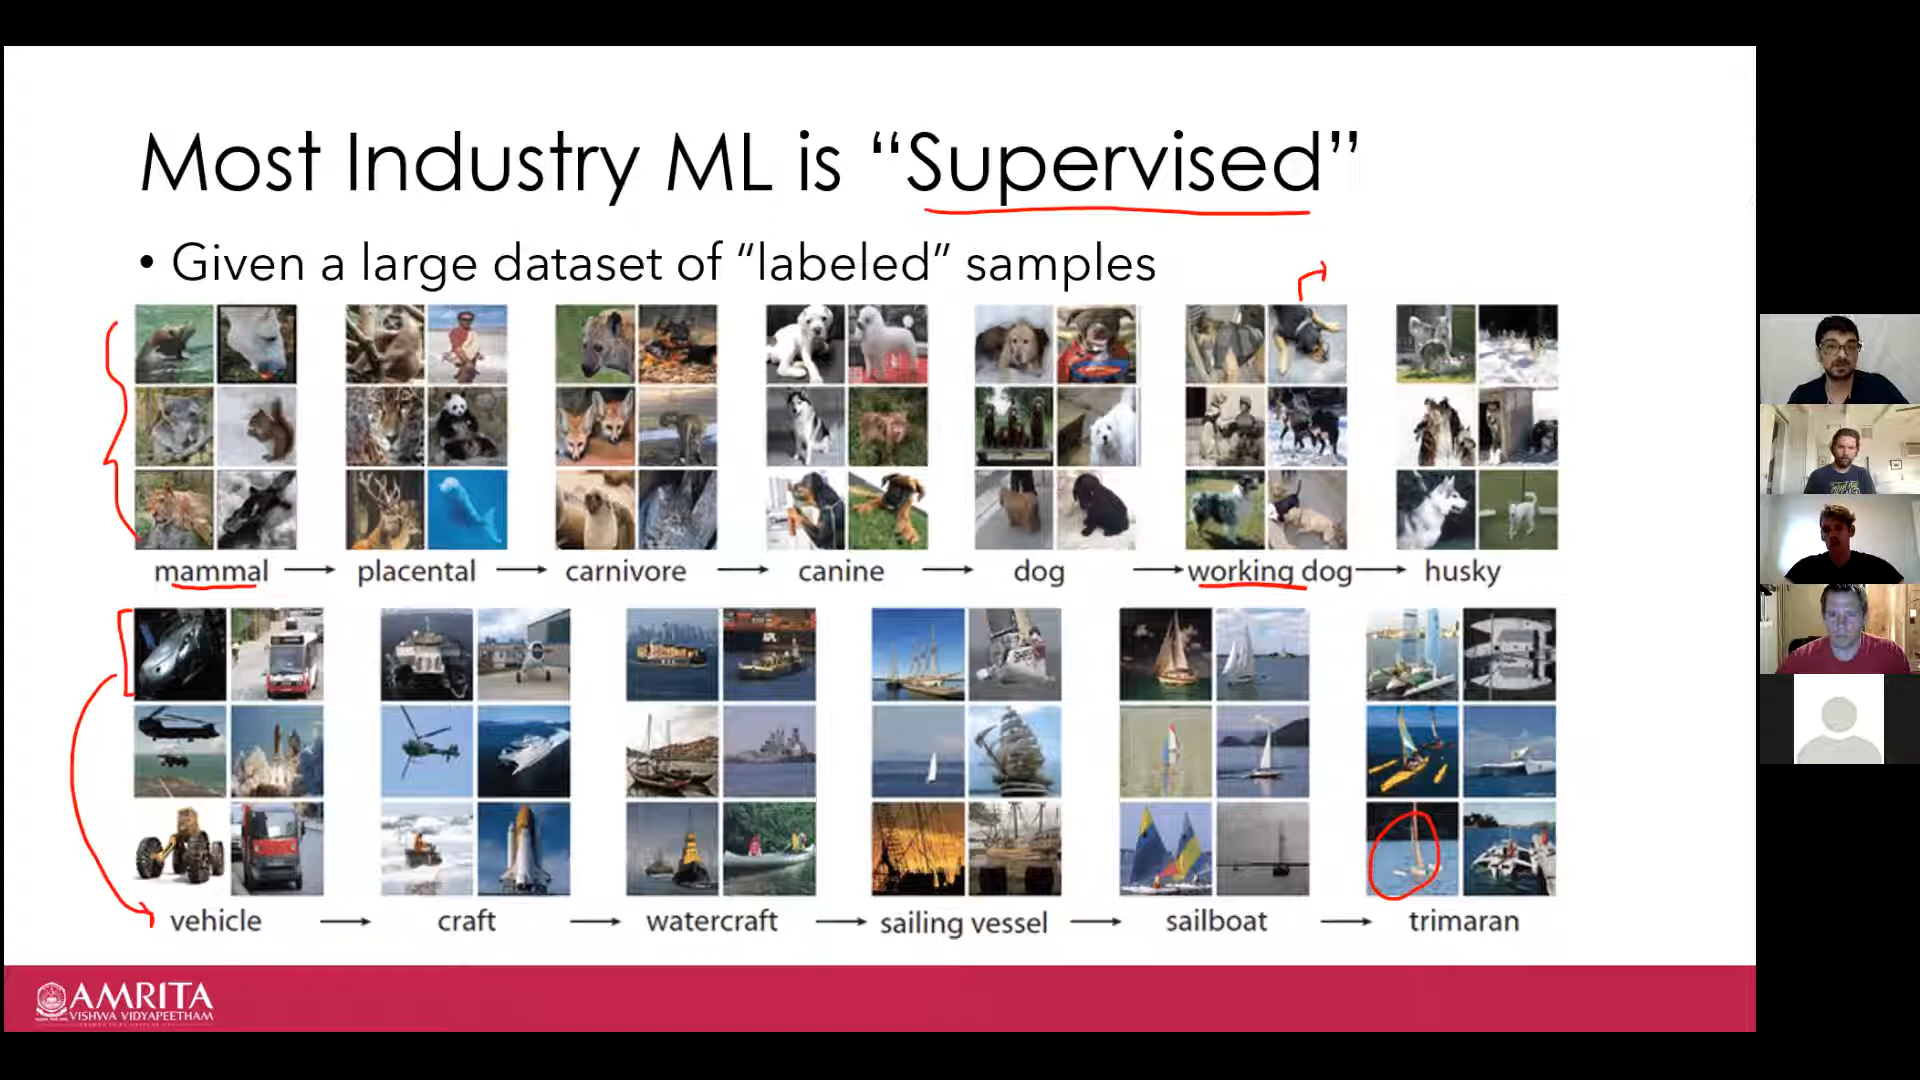 Most Industry ML is “Supervised”
• Given a large dataset of “labeled” samples
mammal → placental → carnivore → canine → dog → working dog → husky
vehicle → craft → watercraft → sailing vessel → sailboat → trimaran
AMRITA
VISHWA VIDYAPEETHAM